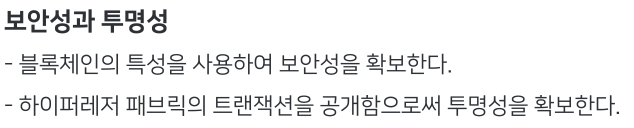 보안성과 투명성
- 블록체인의 특성을 사용하여 보안성을 확보한다.
- 하이퍼레저 패브릭의 트랜잭션을 공개함으로써 투명성을 확보한다.